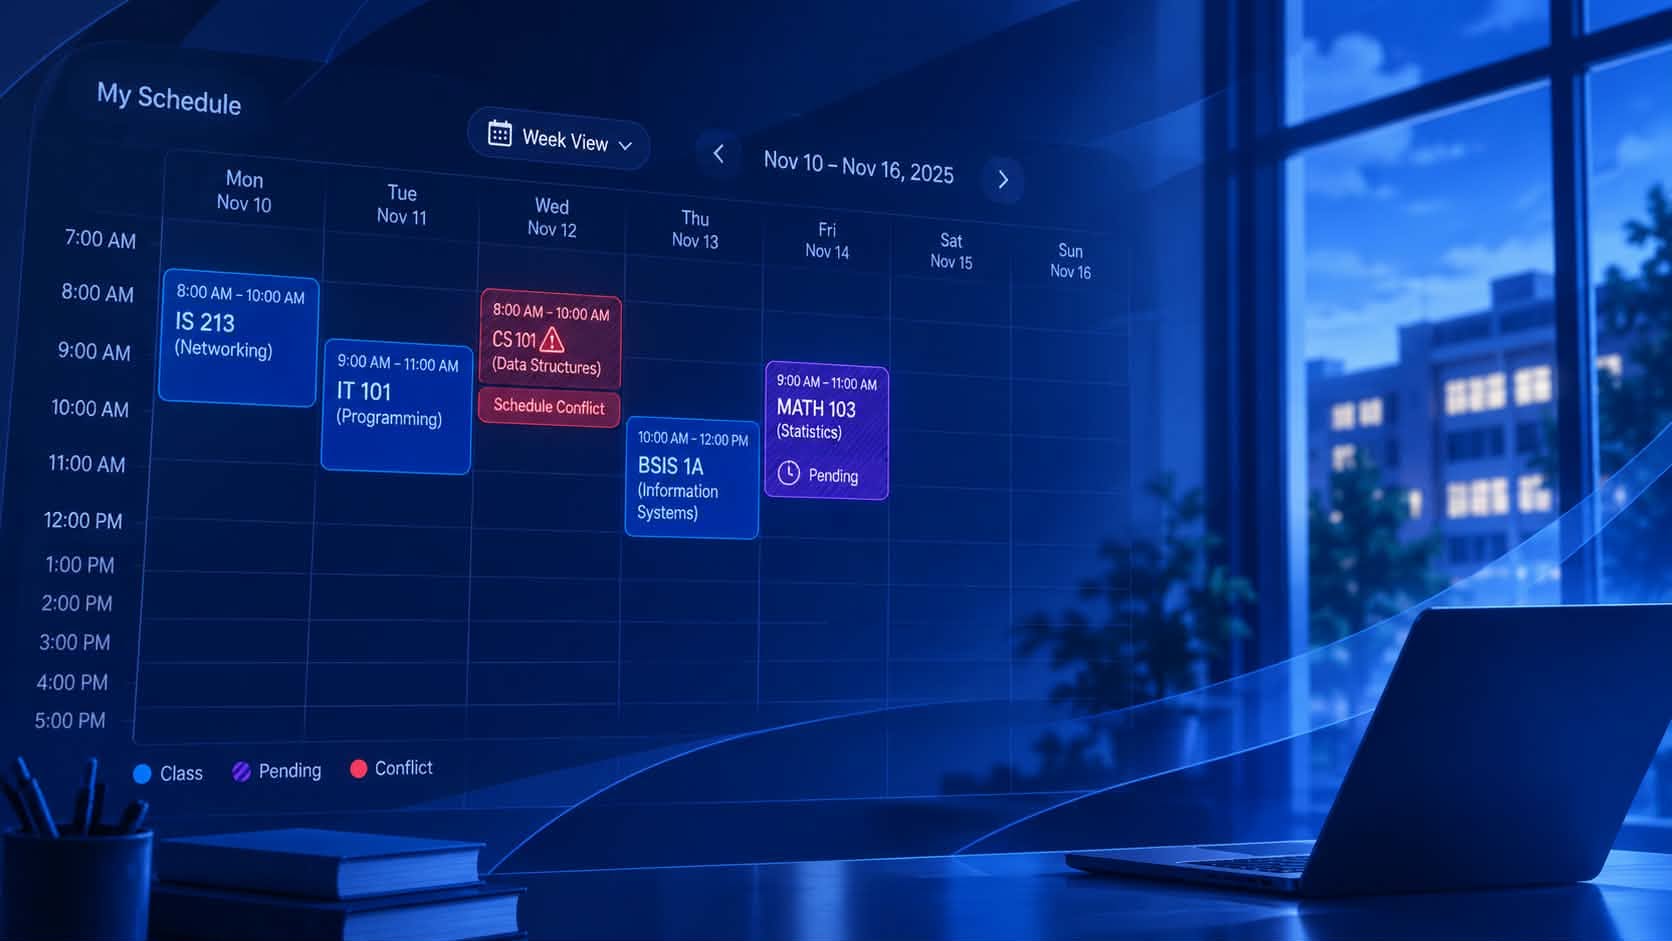 My Schedule
Week View
Nov 10 – Nov 16, 2025
Mon
Nov 10
Tue
Nov 11
Wed
Nov 12
Thu
Nov 13
Fri
Nov 14
Sat
Nov 15
Sun
Nov 16
7:00 AM
8:00 AM
9:00 AM
10:00 AM
11:00 AM
12:00 PM
1:00 PM
2:00 PM
3:00 PM
4:00 PM
5:00 PM
8:00 AM – 10:00 AM
IS 213
(Networking)
9:00 AM – 11:00 AM
IT 101
(Programming)
8:00 AM – 10:00 AM
CS 101
(Data Structures)
Schedule Conflict
10:00 AM – 12:00 PM
BSIS 1A
(Information
Systems)
9:00 AM – 11:00 AM
MATH 103
(Statistics)
Pending
Class
Pending
Conflict